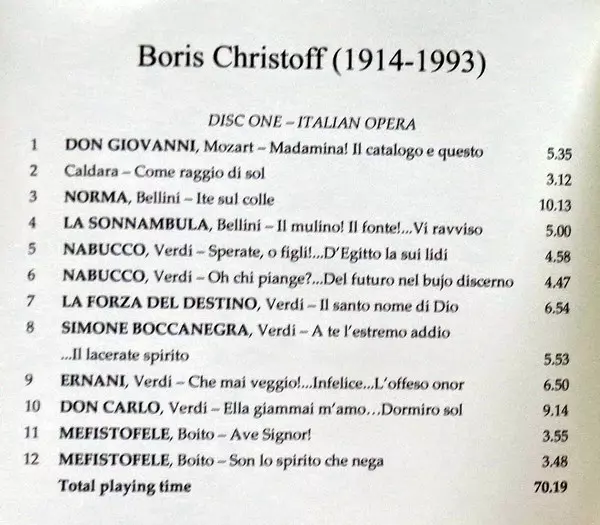 Boris Christoff (1914-1993)
DISC ONE – ITALIAN OPERA
1 DON GIOVANNI, Mozart – Madamina! Il catalogo e questo 5.35
2 Caldara – Come raggio di sol 3.12
3 NORMA, Bellini – Ite sul colle 10.13
4 LA SONNAMBULA, Bellini – Il mulino! Il fonte!...Vi ravviso 5.00
5 NABUCCO, Verdi – Sperate, o figli!...D'Egitto la sui lidi 4.58
6 NABUCCO, Verdi – Oh chi piange?...Del futuro nel bujo discerno 4.47
7 LA FORZA DEL DESTINO, Verdi – Il santo nome di Dio 6.54
8 SIMONE BOCCANEGRA, Verdi – A te l'estremo addio
...Il lacerate spirito 5.53
9 ERNANI, Verdi – Che mai veggio!...Infelice...L'offeso onor 6.50
10 DON CARLO, Verdi – Ella giammai m'amo...Dormiro sol 9.14
11 MEFISTOFELE, Boito – Ave Signor! 3.55
12 MEFISTOFELE, Boito – Son lo spirito che nega 3.48
Total playing time 70.19